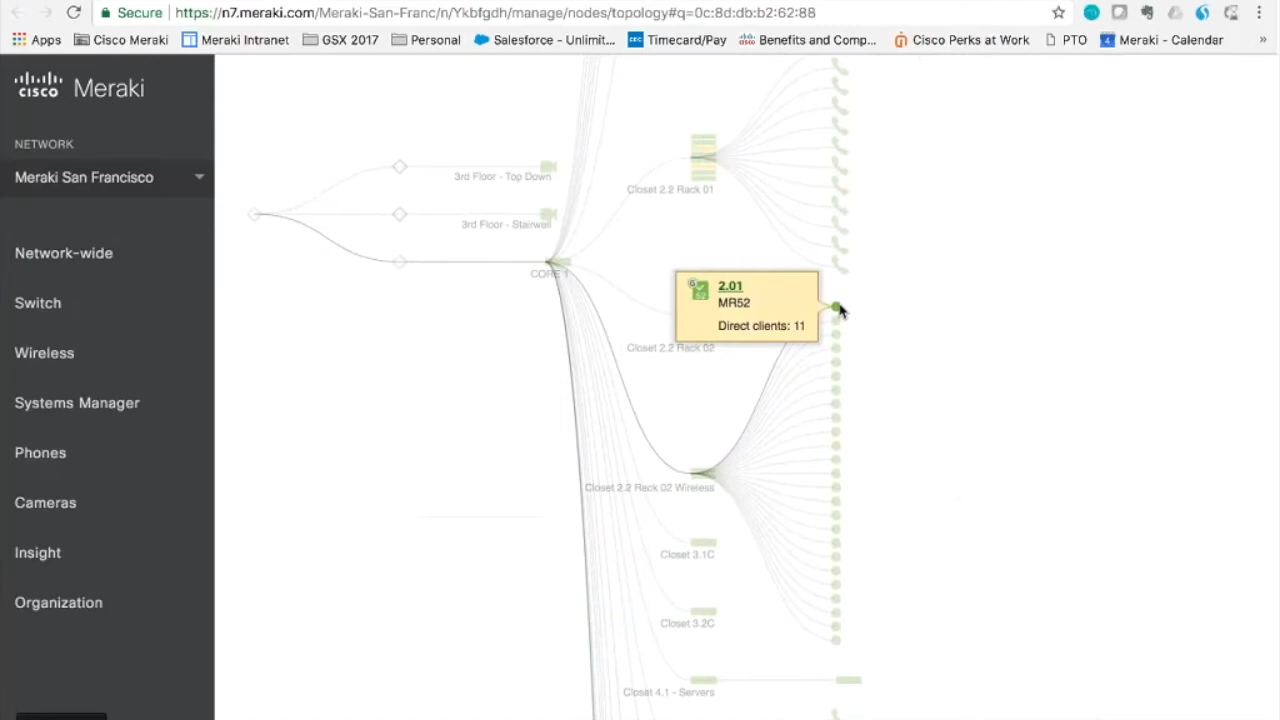 Secure https://n7.meraki.com/Meraki-San-Franc/n/Ykbfgdh/manage/nodes/topology#q=0c:8d:db:b2:62:88
Apps Cisco Meraki Meraki Intranet GSX 2017 Personal Salesforce - Unlimit... CEC Timecard/Pay Benefits and Comp... Cisco Perks at Work PTO 4 Meraki - Calendar »
cisco Meraki
NETWORK
Meraki San Francisco
Network-wide
Switch
Wireless
Systems Manager
Phones
Cameras
Insight
Organization
3rd Floor - Top Down
3rd Floor - Stairwell
CORE 1
Closet 2.2 Rack 01
G 52 2.01
MR52
Direct clients: 11
Closet 2.2 Rack 02
Closet 2.2 Rack 02 Wireless
Closet 3.1C
Closet 3.2C
Closet 4.1 - Servers